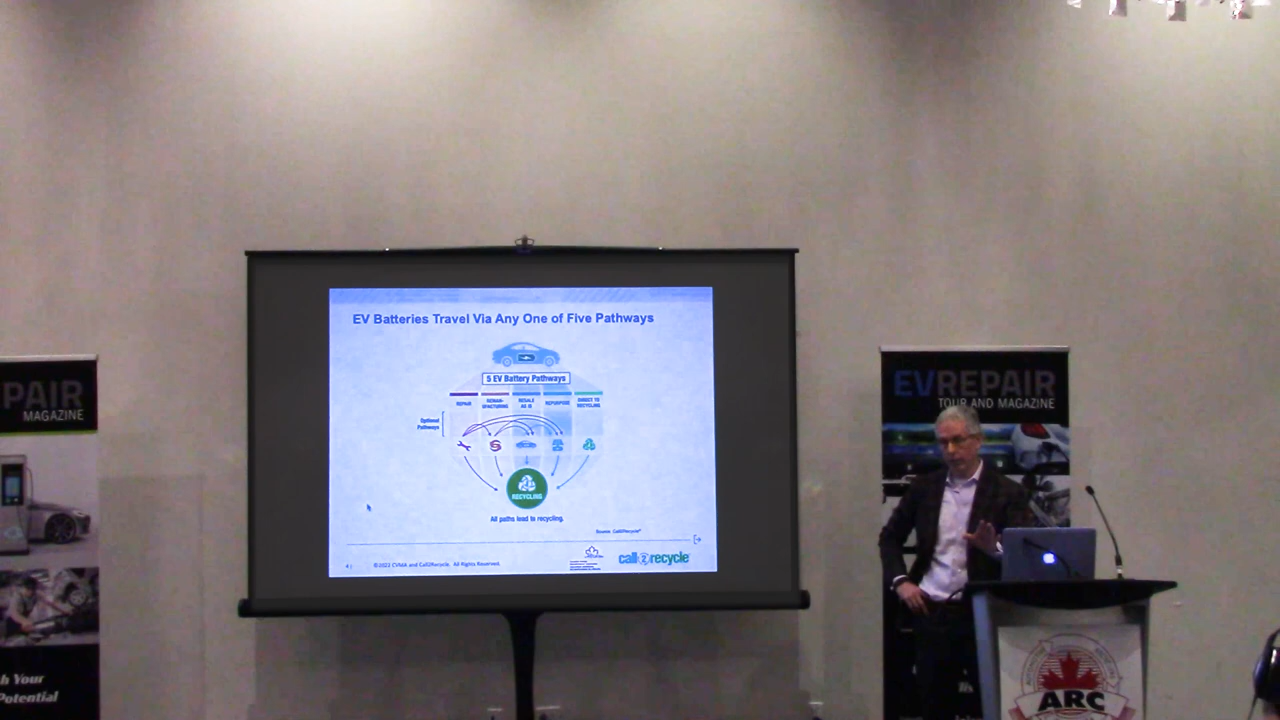 PAIR
MAGAZINE
h Your
Potential
EV Batteries Travel Via Any One of Five Pathways
5 EV Battery Pathways
REPAIR
REMAN-
UFACTURING
RESALE
AS IS
REPURPOSE
DIRECT TO
RECYCLING
Optional
Pathways
RECYCLING
All paths lead to recycling.
Source: Call2Recycle®
4 |
©2023 CVMA and Call2Recycle. All Rights Reserved.
call2recycle
EVREPAIR
TOUR AND MAGAZINE
ARC